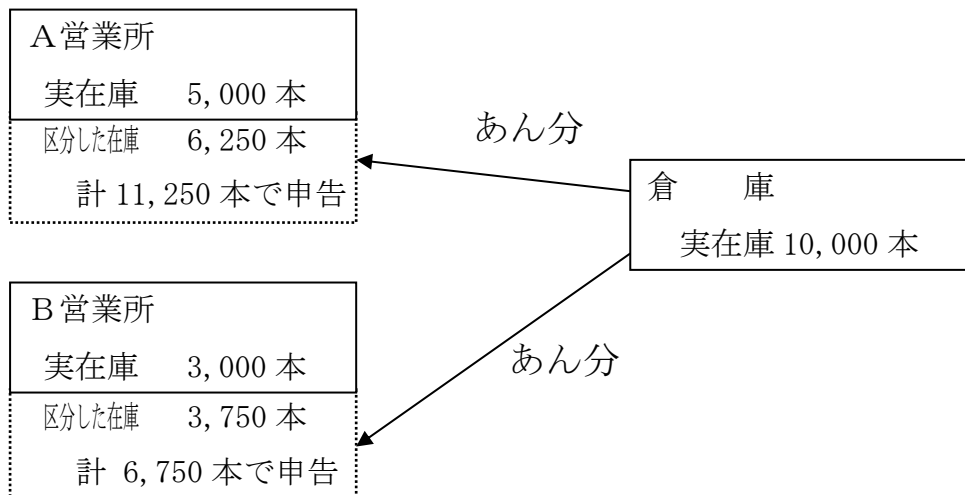 Ａ営業所
実在庫　5,000 本
区分した在庫　6,250 本
計 11,250 本で申告
あん分
倉　　庫
実在庫 10,000 本
Ｂ営業所
実在庫　3,000 本
区分した在庫　3,750 本
計 6,750 本で申告
あん分